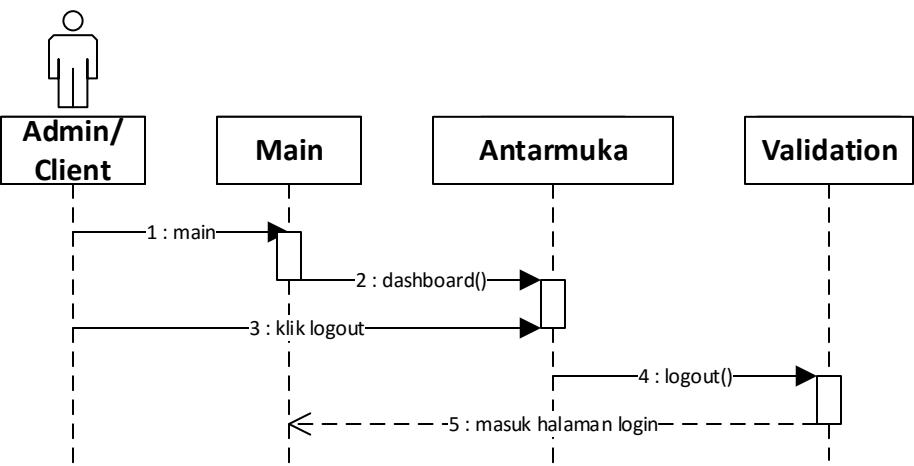 Admin/
Client
Main
Antarmuka
Validation
1 : main
2 : dashboard()
3 : klik logout
4 : logout()
5 : masuk halaman login